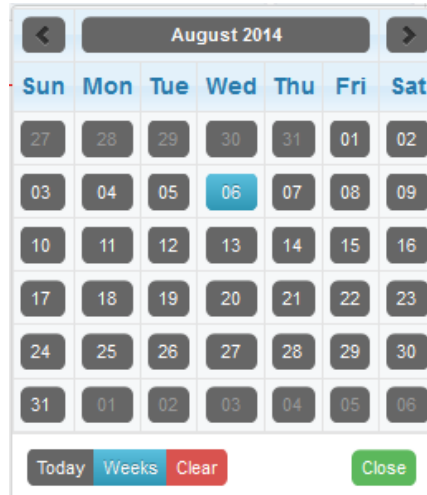 August 2014
Sun Mon Tue Wed Thu Fri Sat
27 28 29 30 31 01 02
03 04 05 06 07 08 09
10 11 12 13 14 15 16
17 18 19 20 21 22 23
24 25 26 27 28 29 30
31 01 02 03 04 05 06
Today Weeks Clear Close